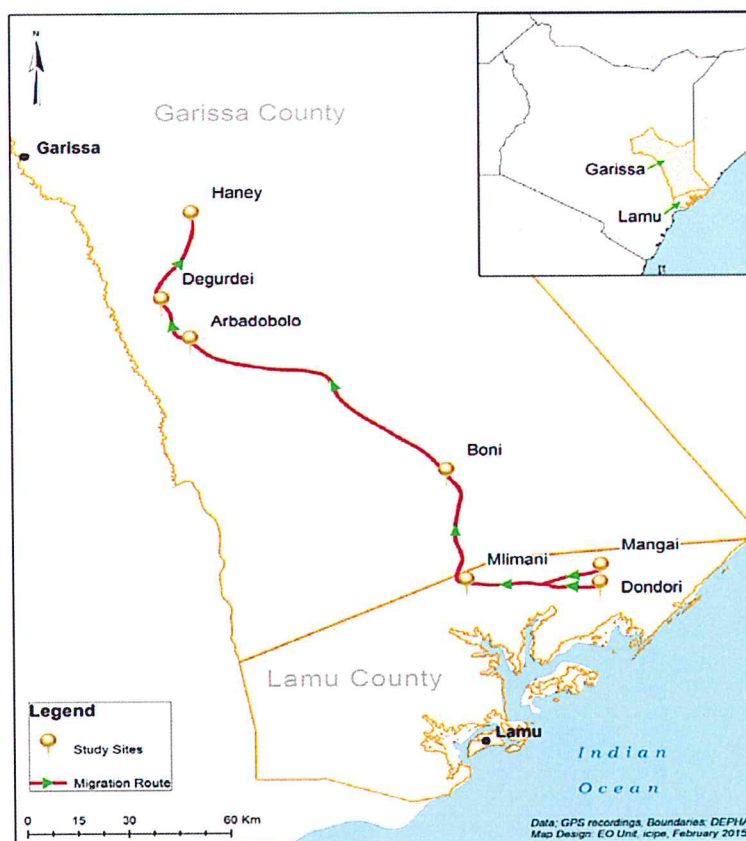 N
Garissa County
Garissa
Haney
Degurdei
Arbadobolo
Boni
Mlimani
Mangai
Dondori
Lamu County
Lamu
Indian
Ocean
Garissa
Lamu
Legend
Study Sites
Migration Route
0 15 30 60 Km
Data; GPS recordings, Boundaries: DEPHA
Map Design: EO Unit, icipe, February 2015